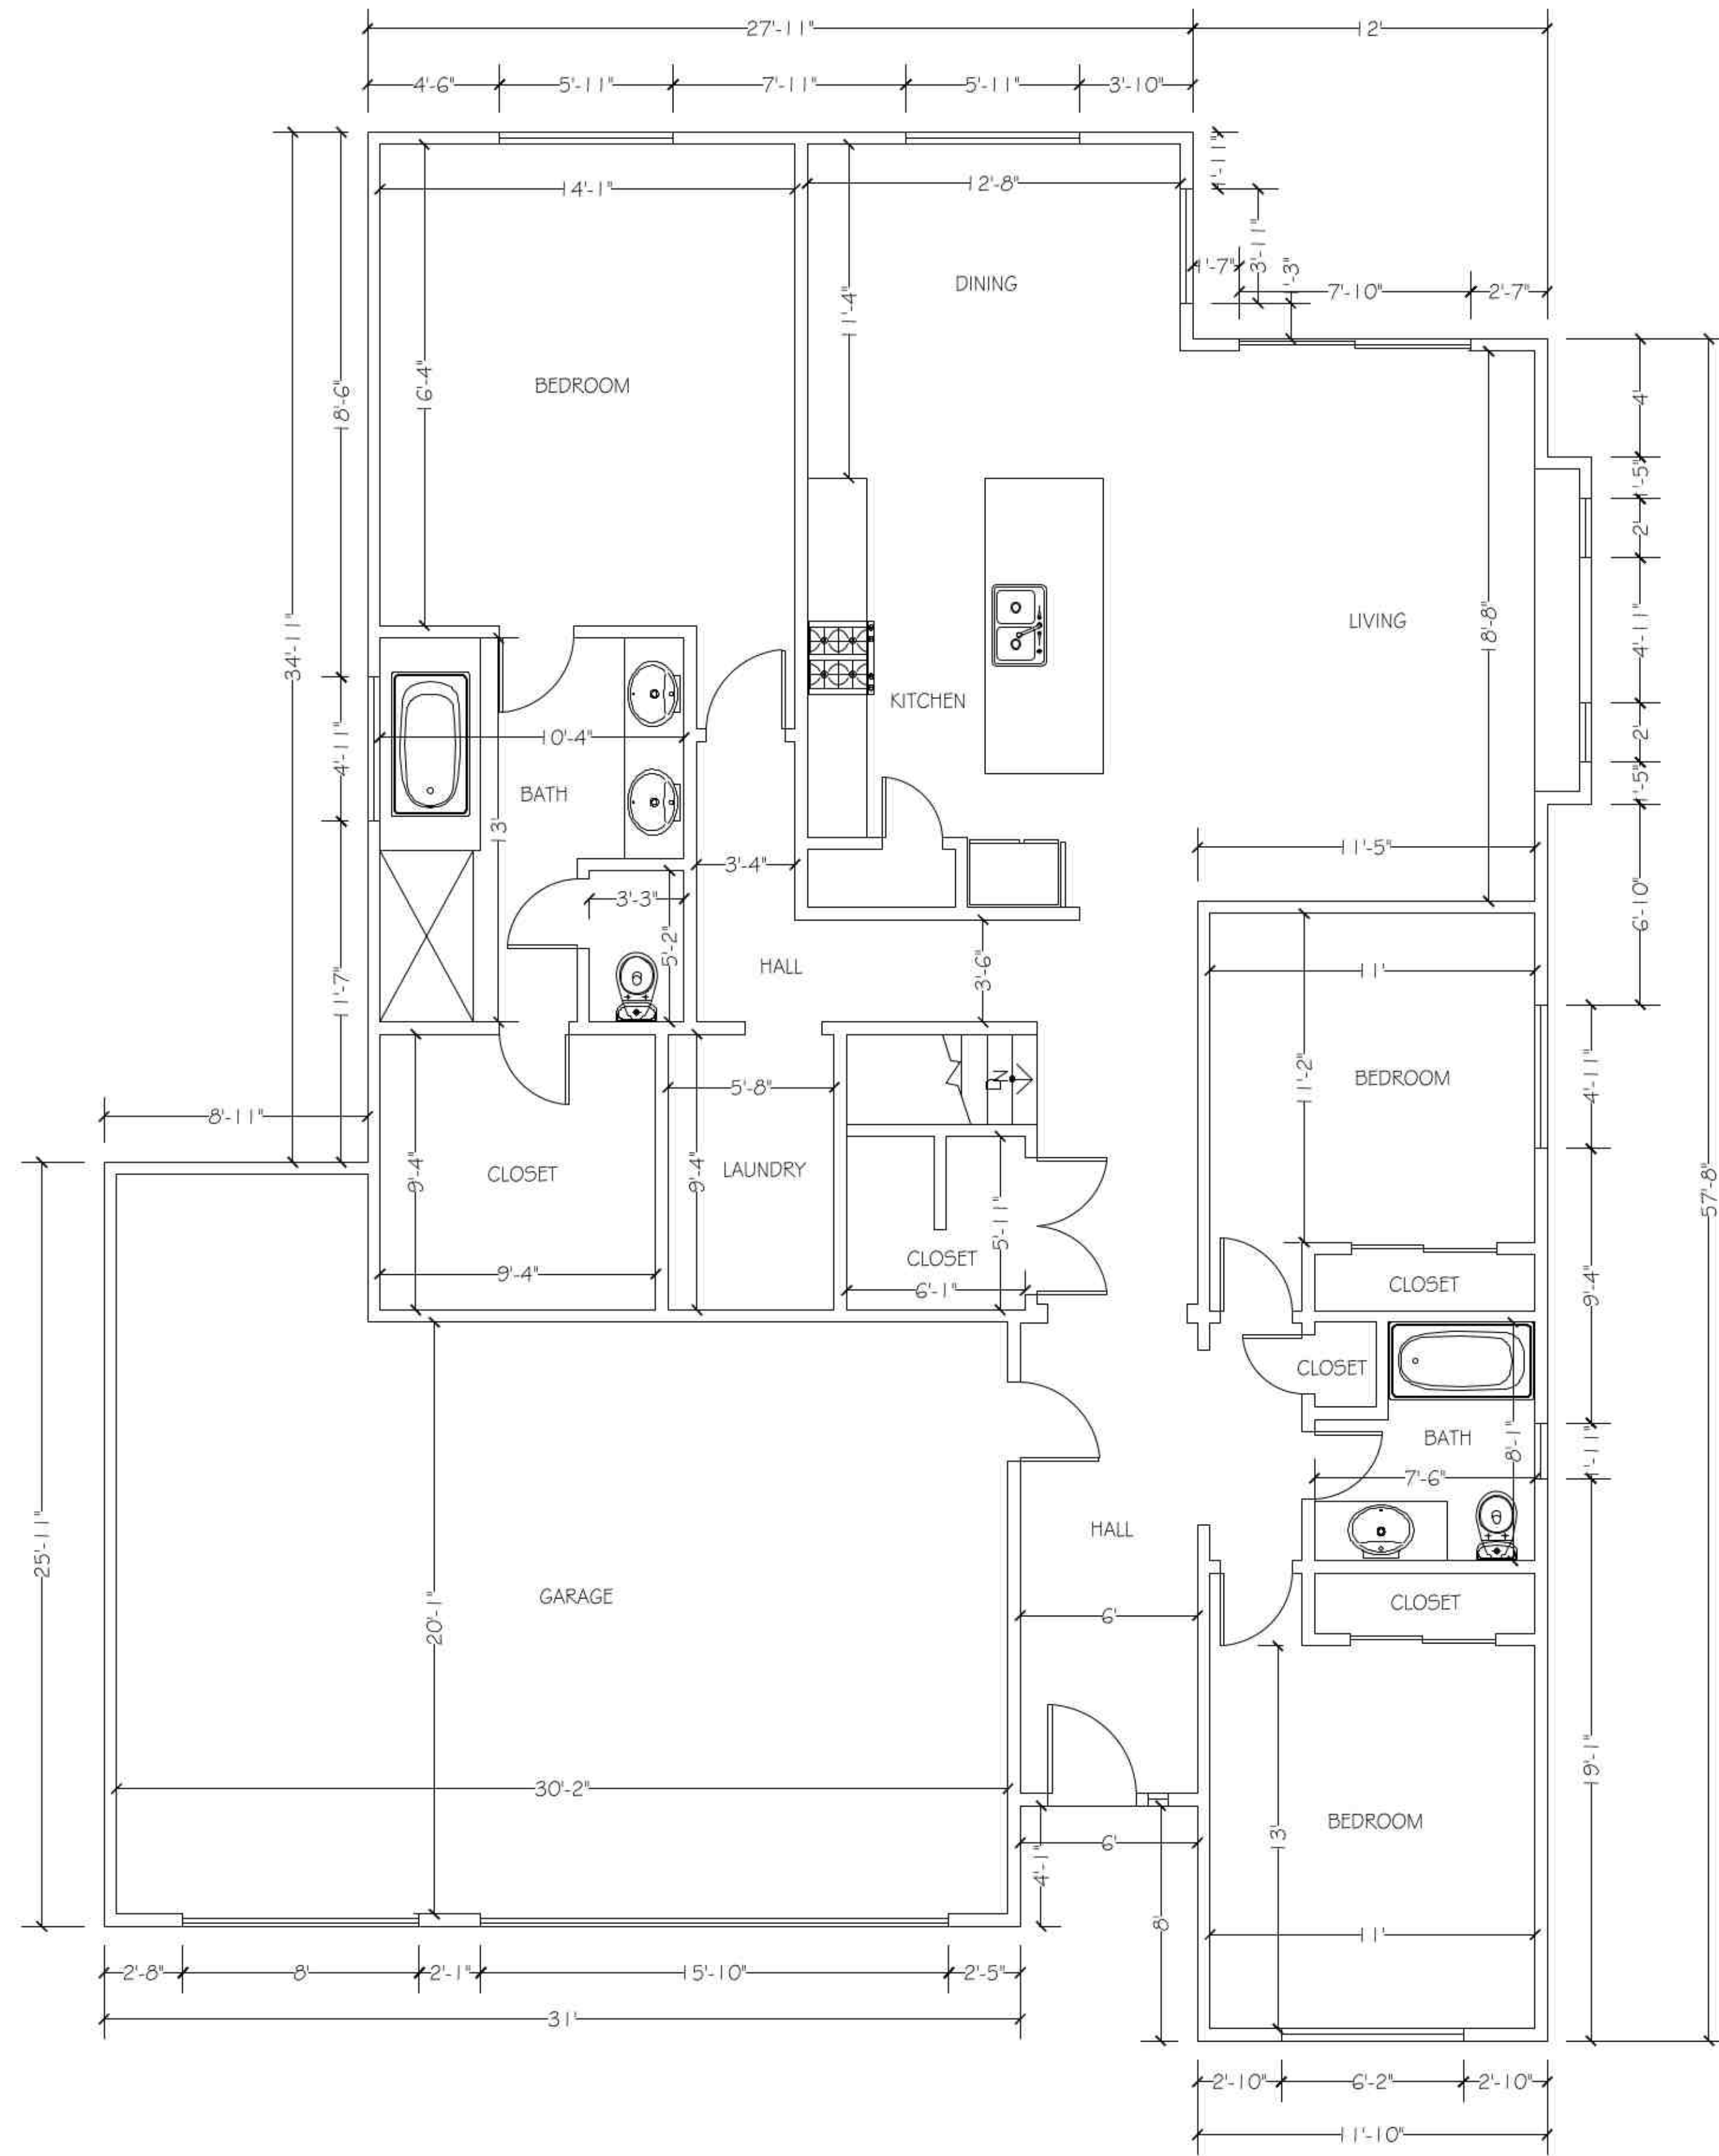 27'-11" 12'
4'-6" 5'-11" 7'-11" 5'-11" 3'-10"
1'-11"
14'-1" 12'-8"
3'-11"
1'-7" 1'-3"
DINING
7'-10" 2'-7"
11'-4"
16'-4"
BEDROOM
18'-6"
4'
1'-5"
2'
34'-11"
LIVING
18'-8"
4'-11"
KITCHEN
10'-4"
4'-11"
2'
BATH
1'-5"
13'
11'-5"
3'-4"
3'-3"
6'-10"
5'-2"
HALL
3'-6"
11'-7"
11'
DN
BEDROOM
11'-2"
5'-8"
4'-11"
8'-11"
CLOSET
LAUNDRY
9'-4"
9'-4"
57'-8"
5'-11"
CLOSET
9'-4"
6'-1"
CLOSET
9'-4"
CLOSET
BATH
8'-1"
1'-11"
7'-6"
HALL
25'-11"
GARAGE
20'-1"
CLOSET
6'
19'-1"
30'-2"
BEDROOM
13'
6'
4'-1"
8'
11'
2'-8" 8' 2'-1" 15'-10" 2'-5"
31'
2'-10" 6'-2" 2'-10"
11'-10"